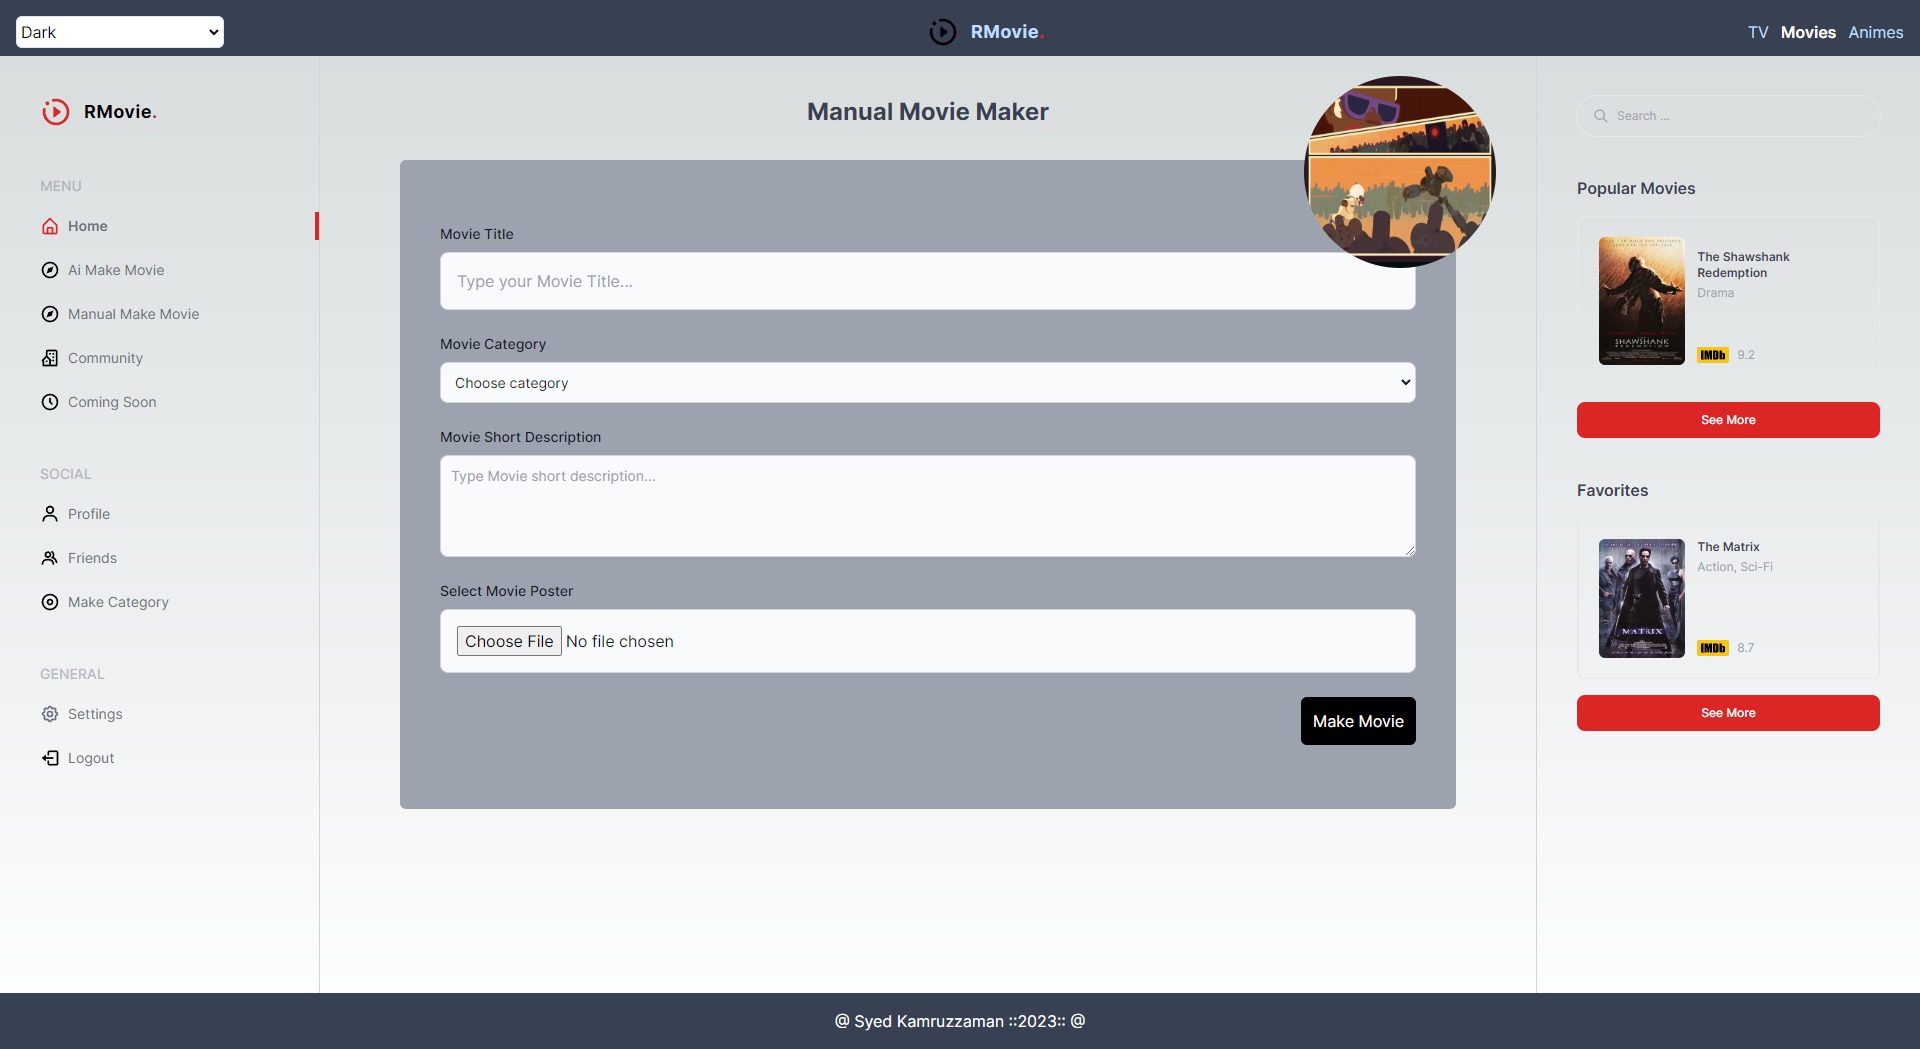 Dark
RMovie.
TV Movies Animes
RMovie.
MENU
Home
Ai Make Movie
Manual Make Movie
Community
Coming Soon
SOCIAL
Profile
Friends
Make Category
GENERAL
Settings
Logout
Manual Movie Maker
Movie Title
Type your Movie Title...
Movie Category
Choose category
Movie Short Description
Type Movie short description...
Select Movie Poster
Choose File No file chosen
Make Movie
Search ...
Popular Movies
SHAWSHANK
REDEMPTION
The Shawshank
Redemption
Drama
IMDb 9.2
See More
Favorites
MATRIX
The Matrix
Action, Sci-Fi
IMDb 8.7
See More
@ Syed Kamruzzaman ::2023:: @